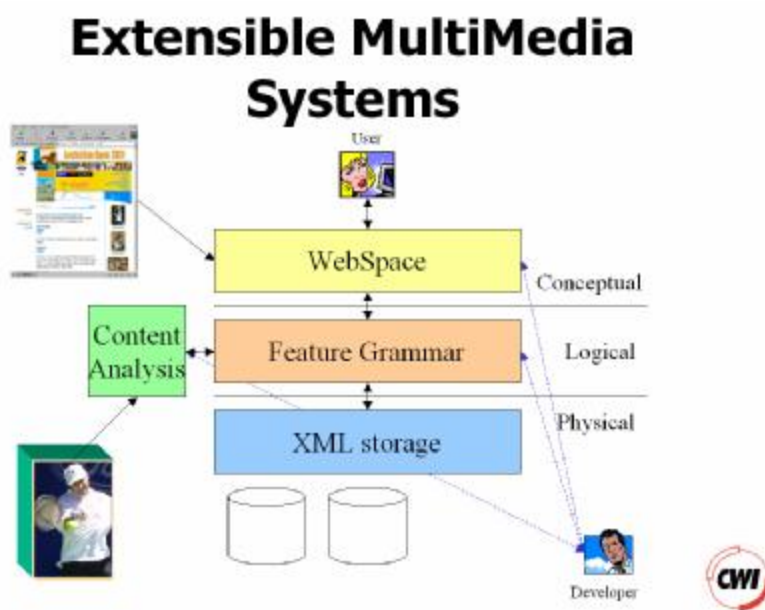 Extensible MultiMedia
Systems
User
WebSpace
Conceptual
Content
Analysis
Feature Grammar
Logical
XML storage
Physical
Developer
CWI